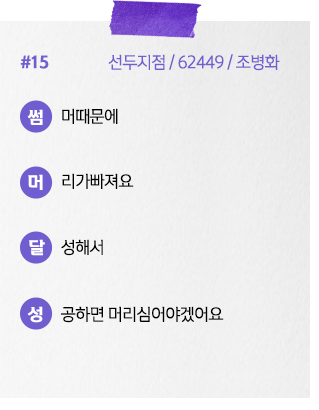 #15 선두지점 / 62449 / 조병화
썸 머때문에
머 리가빠져요
달 성해서
성 공하면 머리심어야겠어요